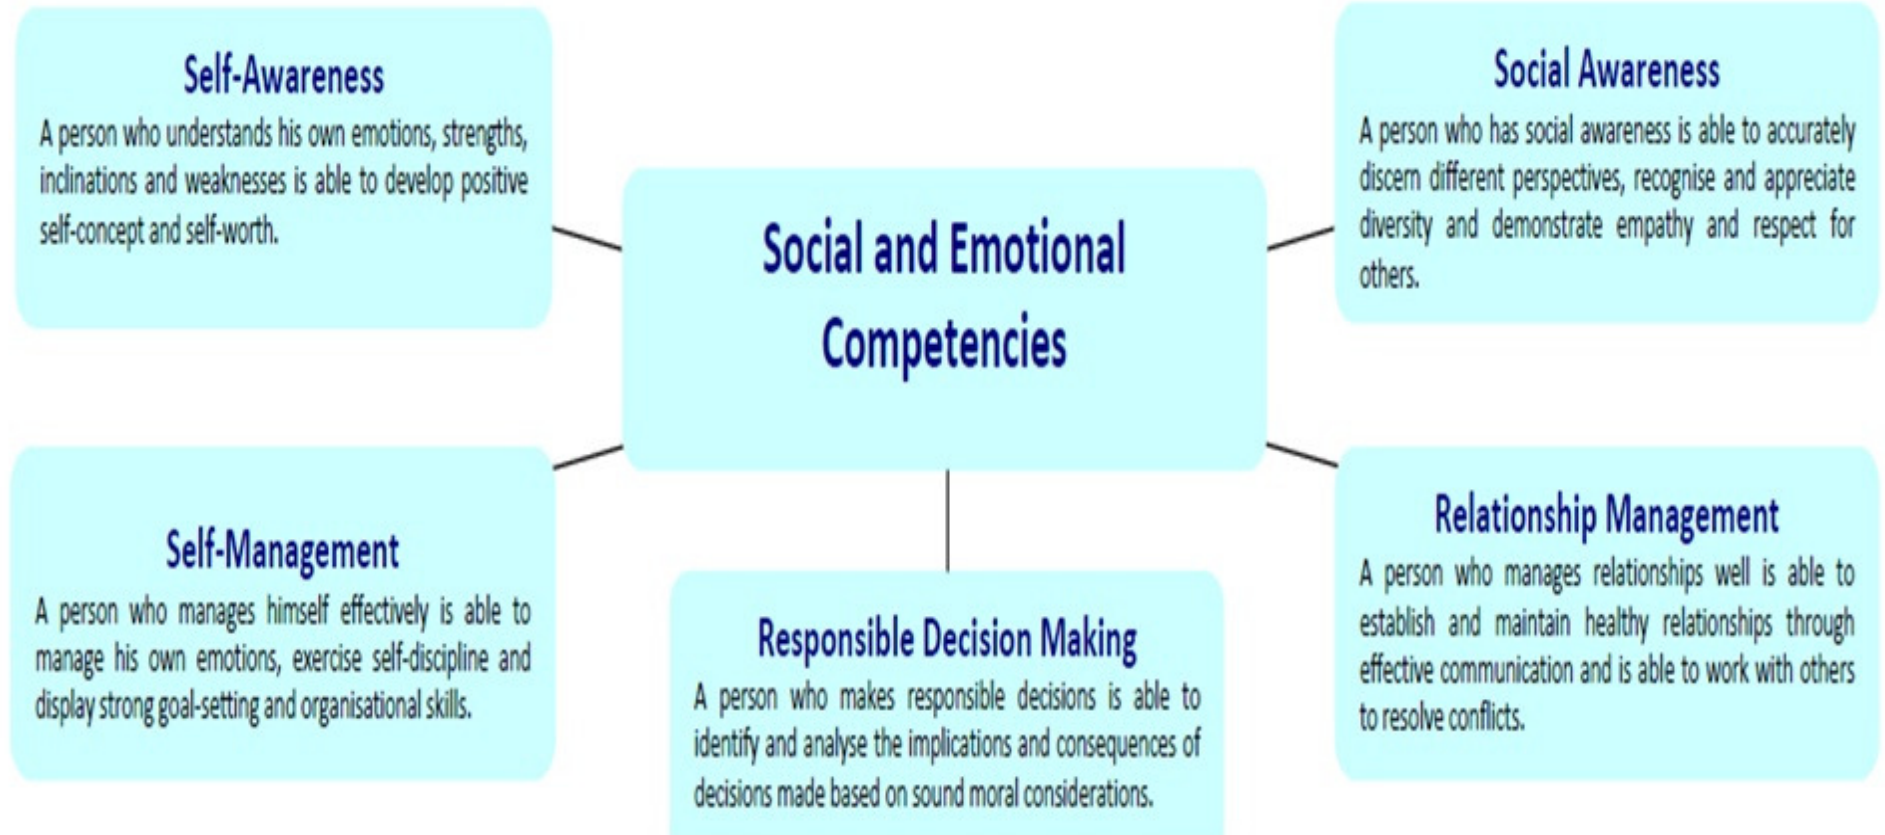 Self-Awareness
A person who understands his own emotions, strengths,
inclinations and weaknesses is able to develop positive
self-concept and self-worth.
Social Awareness
A person who has social awareness is able to accurately
discern different perspectives, recognise and appreciate
diversity and demonstrate empathy and respect for
others.
Social and Emotional
Competencies
Self-Management
A person who manages himself effectively is able to
manage his own emotions, exercise self-discipline and
display strong goal-setting and organisational skills.
Responsible Decision Making
A person who makes responsible decisions is able to
identify and analyse the implications and consequences of
decisions made based on sound moral considerations.
Relationship Management
A person who manages relationships well is able to
establish and maintain healthy relationships through
effective communication and is able to work with others
to resolve conflicts.